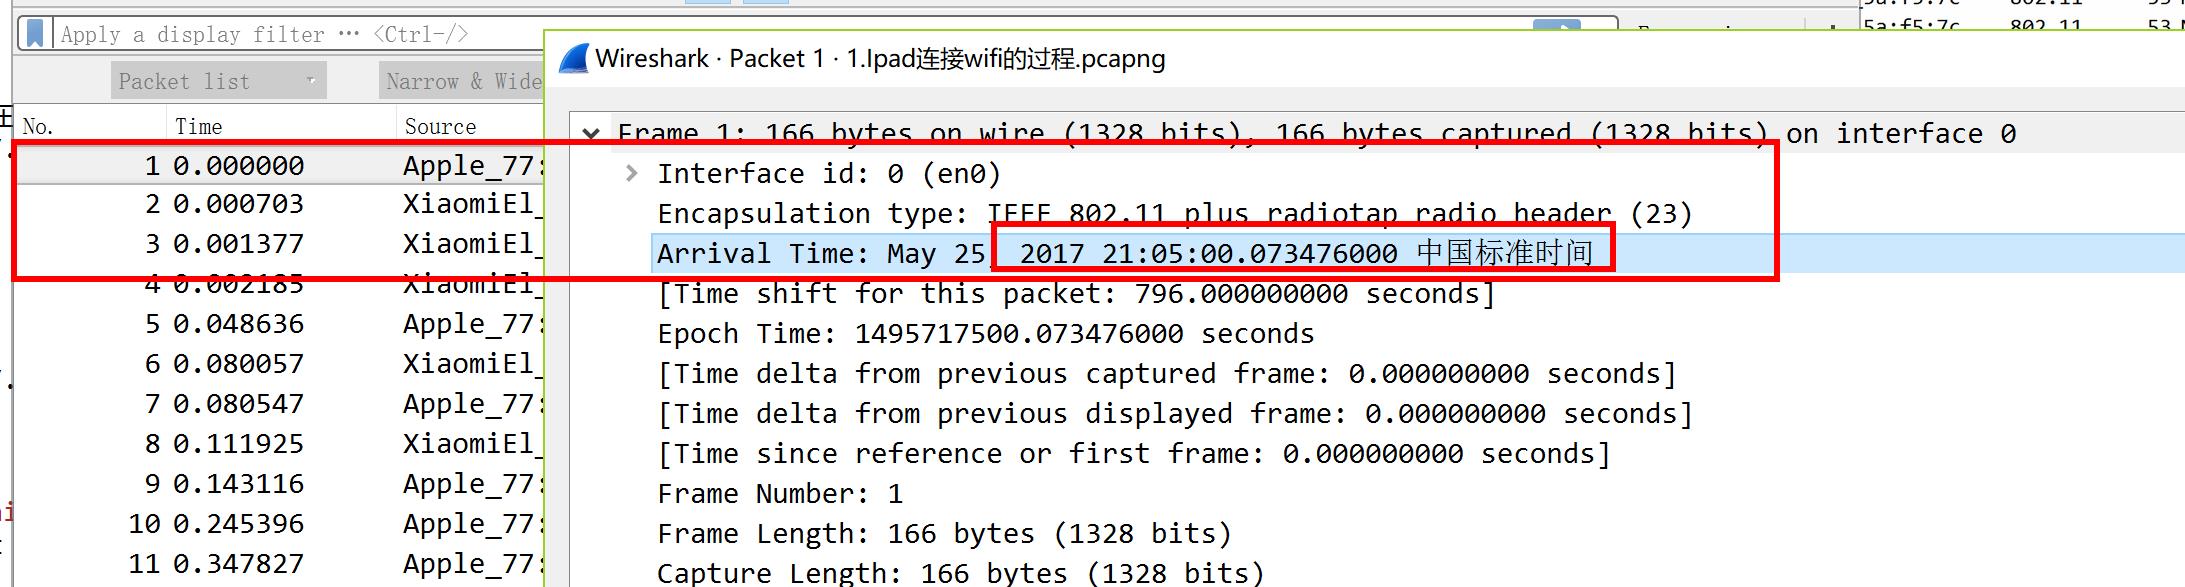 5a:f5:7c 802.11 53
Apply a display filter ⋯ <Ctrl-/>
5a:f5:7c 802.11 53 N
Wireshark · Packet 1 · 1.Ipad连接wifi的过程.pcapng
Packet list Narrow & Wide
No. Time Source
Frame 1: 166 bytes on wire (1328 bits), 166 bytes captured (1328 bits) on interface 0
1 0.000000 Apple_77:
Interface id: 0 (en0)
2 0.000703 XiaomiEl_
Encapsulation type: IEEE 802.11 plus radiotap radio header (23)
3 0.001377 XiaomiEl_
Arrival Time: May 25, 2017 21:05:00.073476000 中国标准时间
4 0.002185 XiaomiEl_
[Time shift for this packet: 796.000000000 seconds]
5 0.048636 Apple_77:
Epoch Time: 1495717500.073476000 seconds
6 0.080057 XiaomiEl_
[Time delta from previous captured frame: 0.000000000 seconds]
7 0.080547 Apple_77:
[Time delta from previous displayed frame: 0.000000000 seconds]
8 0.111925 XiaomiEl_
[Time since reference or first frame: 0.000000000 seconds]
9 0.143116 Apple_77:
Frame Number: 1
10 0.245396 Apple_77:
Frame Length: 166 bytes (1328 bits)
11 0.347827 Apple_77:
Capture Length: 166 bytes (1328 bits)